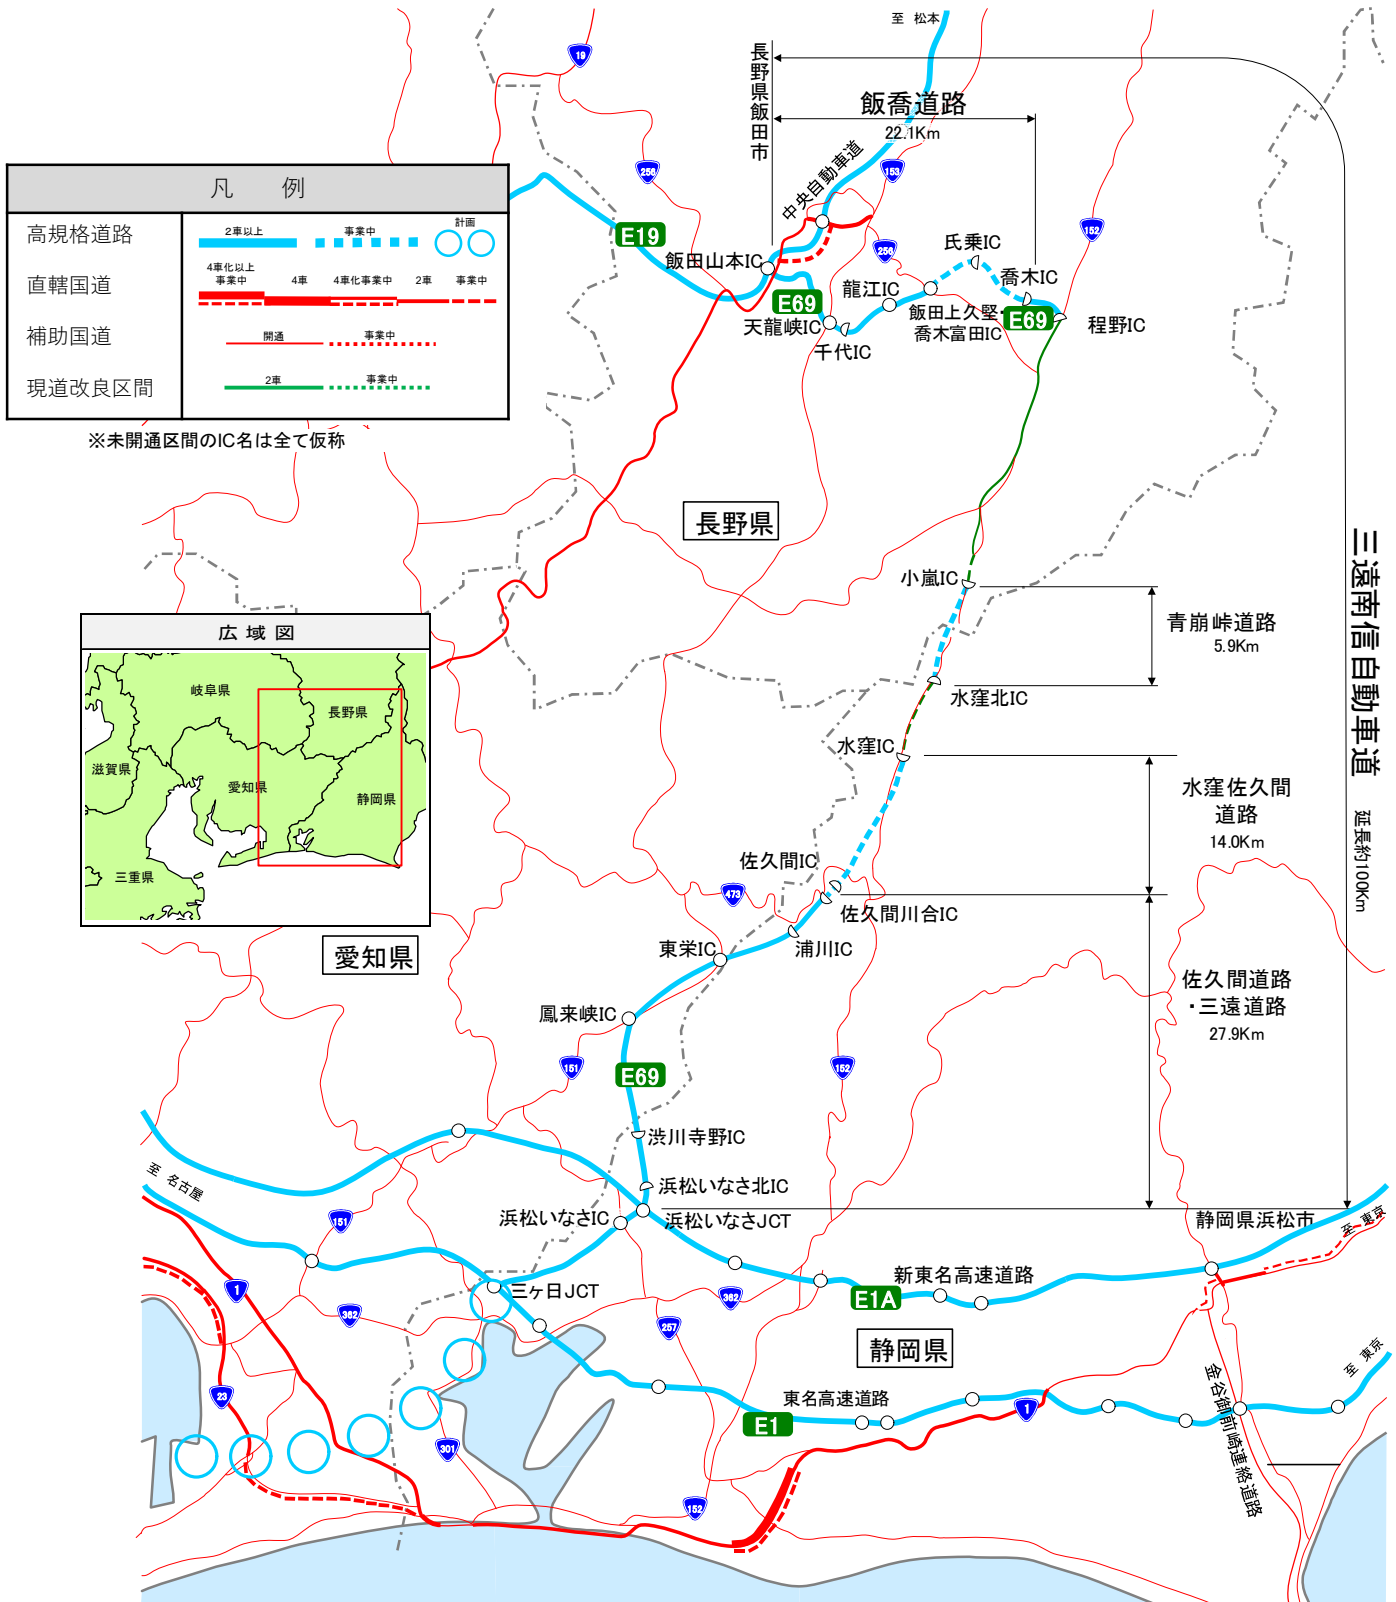 至 松本
19
長野県飯田市
飯喬道路
22.1Km
中央自動車道
256
153
凡 例
高規格道路
2車以上
事業中
計画
直轄国道
4車化以上
事業中
4車
4車化事業中
2車
事業中
補助国道
開通
事業中
現道改良区間
2車
事業中
※未開通区間のIC名は全て仮称
E19
飯田山本IC
256
氏乗IC
152
喬木IC
E69
龍江IC
天龍峡IC
千代IC
飯田上久堅・
喬木富田IC
E69
程野IC
長野県
小嵐IC
青崩峠道路
5.9Km
三遠南信自動車道
延長約100Km
広域図
岐阜県
長野県
滋賀県
愛知県
静岡県
三重県
水窪北IC
水窪IC
水窪佐久間
道路
14.0Km
佐久間IC
473
佐久間川合IC
愛知県
東栄IC
浦川IC
佐久間道路
・三遠道路
27.9Km
鳳来峡IC
151
E69
152
渋川寺野IC
至 名古屋
浜松いなさ北IC
151
浜松いなさIC
浜松いなさJCT
静岡県浜松市
至 東京
1
三ヶ日JCT
新東名高速道路
E1A
362
362
257
静岡県
至 東京
23
東名高速道路
E1
1
金谷御前崎連絡道路
301
152